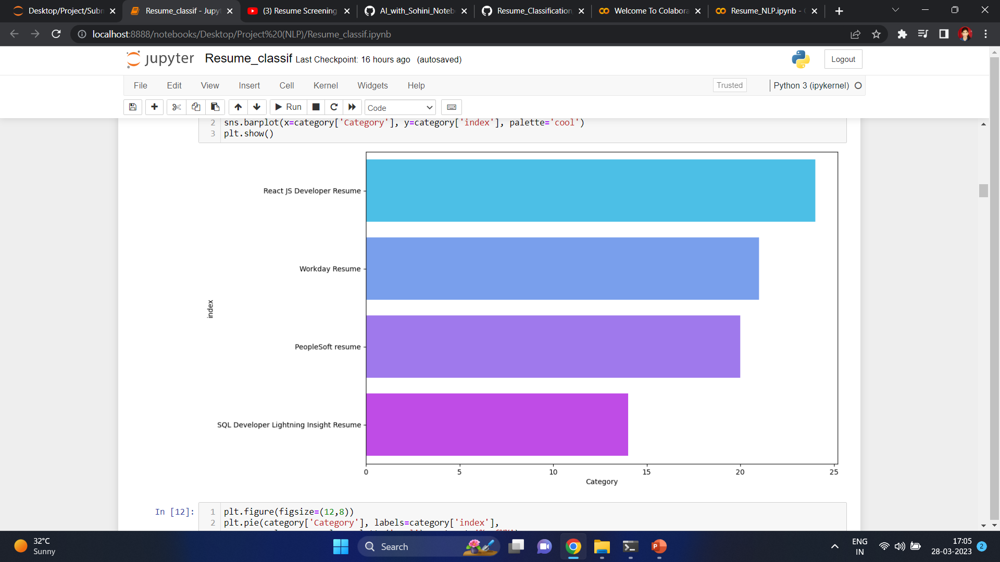 Desktop/Project/Subn
Resume_classif - Jupy
(3) Resume Screening
AI_with_Sohini_Noteb
Resume_Classification
Welcome To Colabora
Resume_NLP.ipynb -
localhost:8888/notebooks/Desktop/Project%20(NLP)/Resume_classif.ipynb
jupyter Resume_classif Last Checkpoint: 16 hours ago (autosaved)
Logout
File Edit View Insert Cell Kernel Widgets Help
Trusted
Python 3 (ipykernel)
Run
Code
2 sns.barplot(x=category['Category'], y=category['index'], palette='cool')
3 plt.show()
React JS Developer Resume
Workday Resume
index
PeopleSoft resume
SQL Developer Lightning Insight Resume
0 5 10 15 20 25
Category
In [12]:
1 plt.figure(figsize=(12,8))
2 plt.pie(category['Category'], labels=category['index'],
32°C
Sunny
Search
ENG
IN
17:05
28-03-2023
2